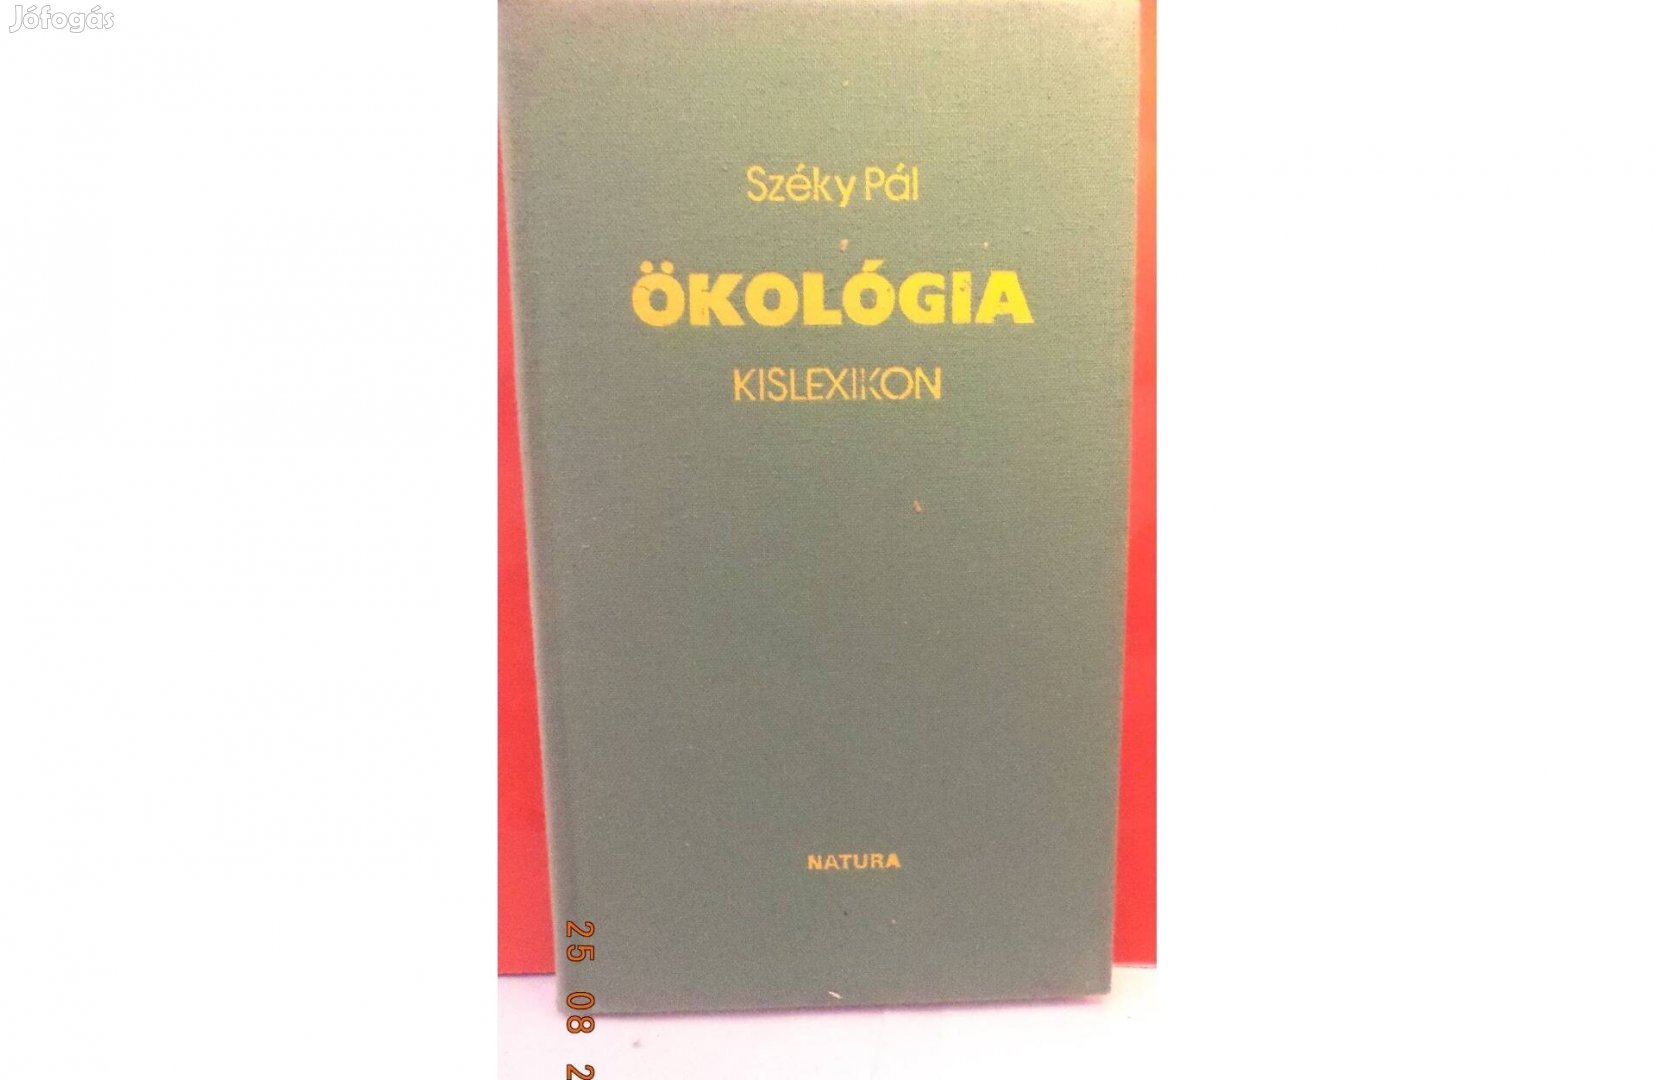 Jófogás
Széky Pál
ÖKOLÓGIA
KISLEXIKON
NATURA
25 08 2